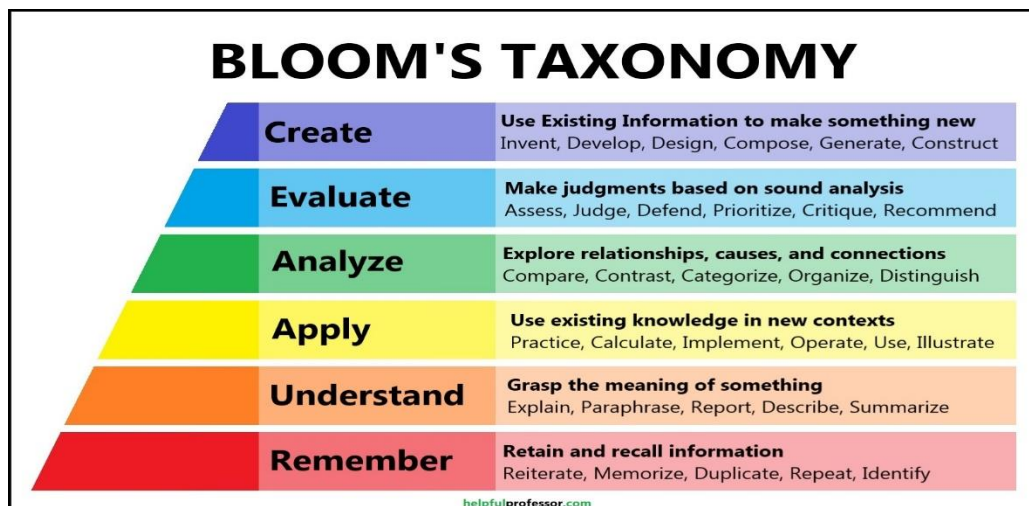 BLOOM'S TAXONOMY
Create
Use Existing Information to make something new
Invent, Develop, Design, Compose, Generate, Construct
Evaluate
Make judgments based on sound analysis
Assess, Judge, Defend, Prioritize, Critique, Recommend
Analyze
Explore relationships, causes, and connections
Compare, Contrast, Categorize, Organize, Distinguish
Apply
Use existing knowledge in new contexts
Practice, Calculate, Implement, Operate, Use, Illustrate
Understand
Grasp the meaning of something
Explain, Paraphrase, Report, Describe, Summarize
Remember
Retain and recall information
Reiterate, Memorize, Duplicate, Repeat, Identify
helpfulprofessor.com